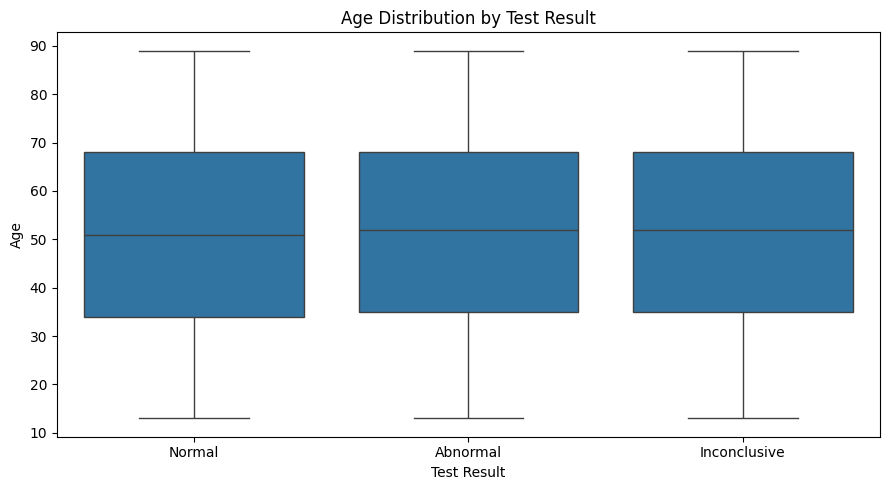 Age Distribution by Test Result
Age
90
80
70
60
50
40
30
20
10
Normal Abnormal Inconclusive
Test Result